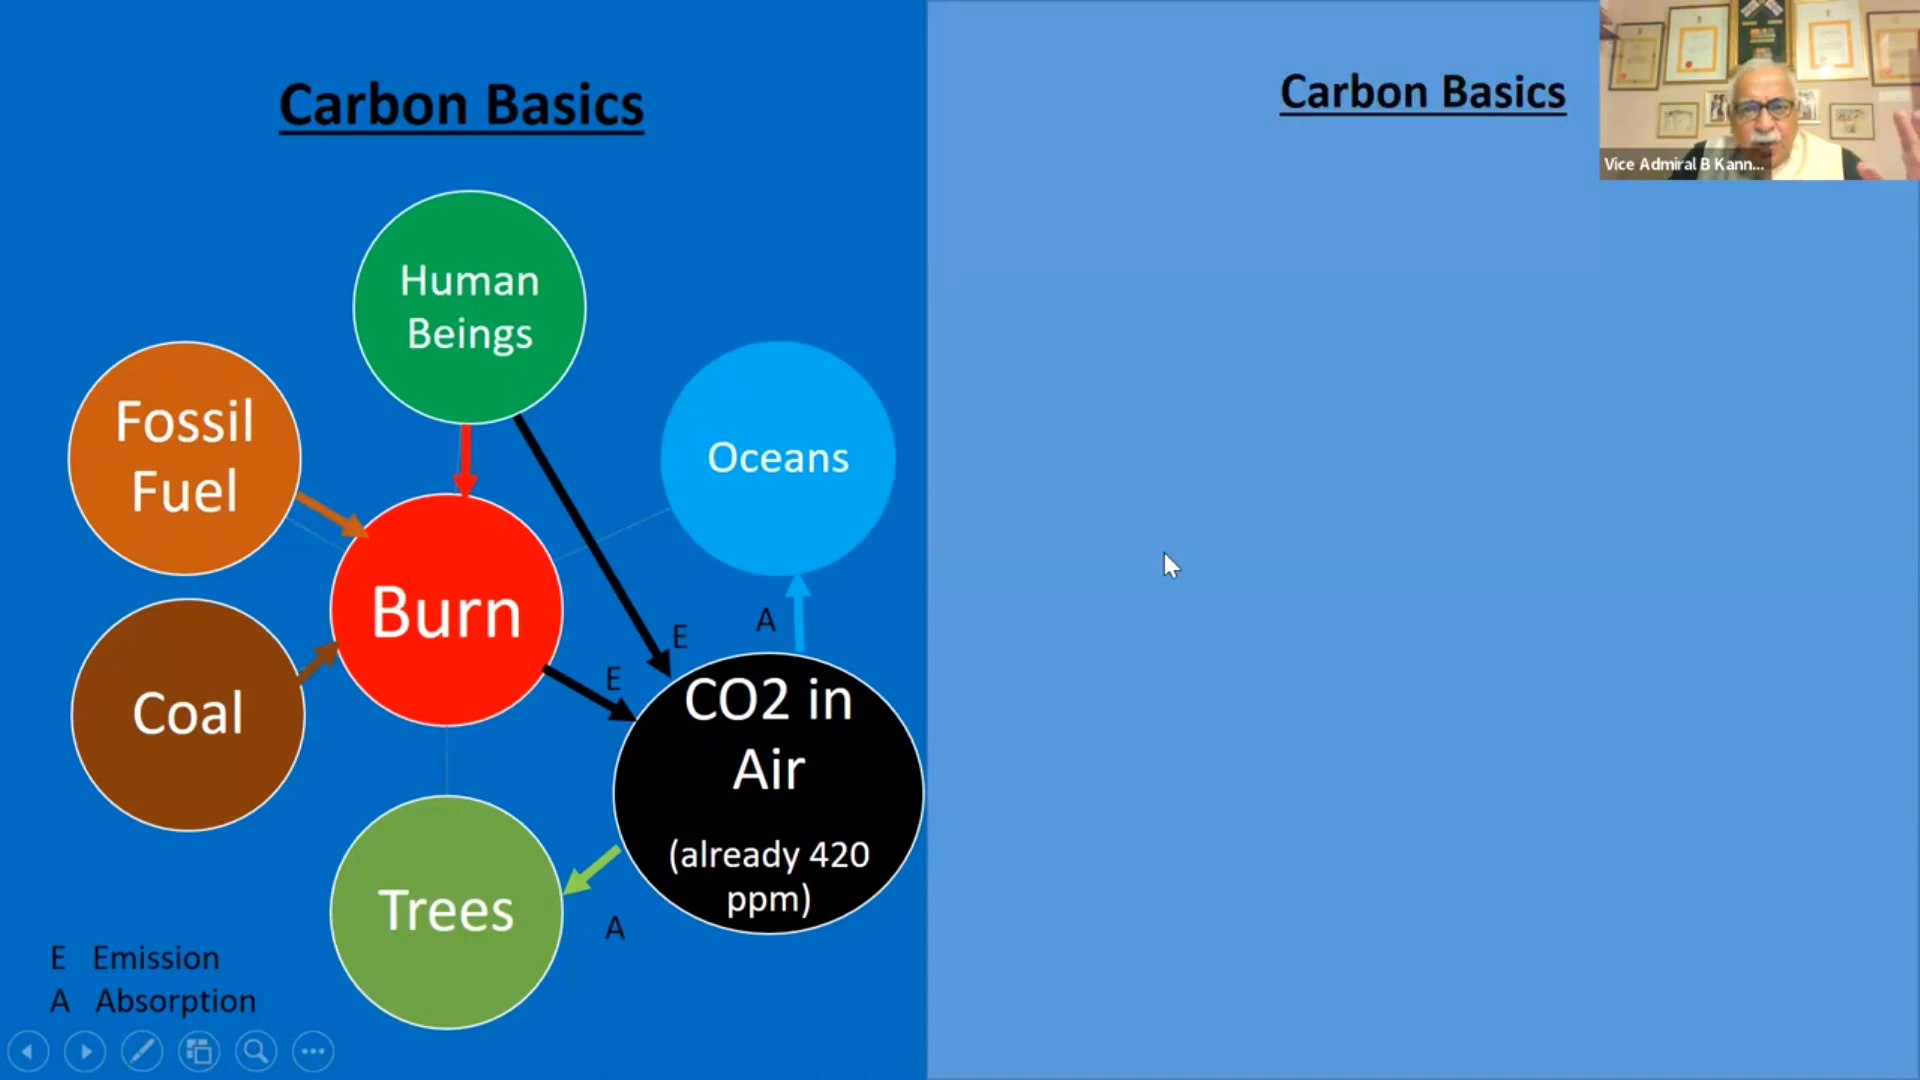 Carbon Basics
Carbon Basics
Vice Admiral B Kann...
Human
Beings
Fossil
Fuel
Oceans
Burn
A
E
E
Coal
CO2 in
Air
(already 420
ppm)
Trees
A
E Emission
A Absorption